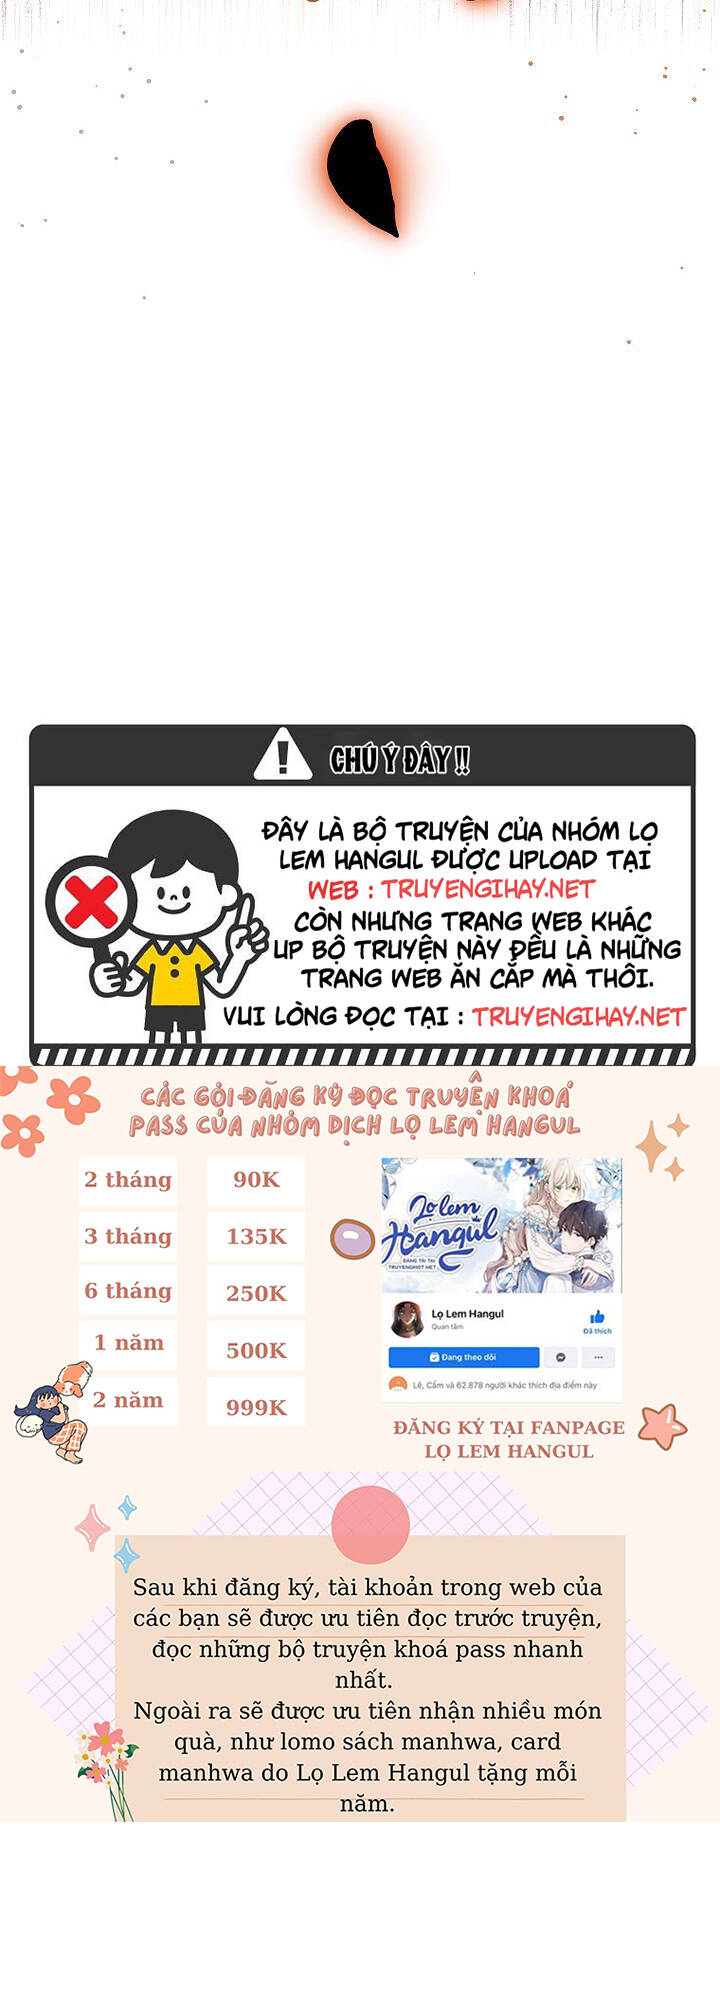 CHÚ Ý ĐÂY !!
ĐÂY LÀ BỘ TRUYỆN CỦA NHÓM LỌ
LEM HANGUL ĐƯỢC UPLOAD TẠI
WEB : TRUYENGIHAY.NET
CÒN NHƯNG TRANG WEB KHÁC
UP BỘ TRUYỆN NÀY ĐỀU LÀ NHỮNG
TRANG WEB ĂN CẮP MÀ THÔI.
VUI LÒNG ĐỌC TẠI : TRUYENGIHAY.NET
CÁC GÓI ĐĂNG KÝ ĐỌC TRUYỆN KHOÁ
PASS CỦA NHÓM DỊCH LỌ LEM HANGUL
2 tháng 90K
3 tháng 135K
6 tháng 250K
1 năm 500K
2 năm 999K
Lọ lem
Hangul
ĐĂNG TẢI TẠI
TRUYENGIHOT.NET
Lọ Lem Hangul
Quan tâm
Đã thích
Đang theo dõi
Lê, Cẩm và 62.878 người khác thích địa điểm này
ĐĂNG KÝ TẠI FANPAGE
LỌ LEM HANGUL
Sau khi đăng ký, tài khoản trong web của
các bạn sẽ được ưu tiên đọc trước truyện,
đọc những bộ truyện khoá pass nhanh
nhất.
Ngoài ra sẽ được ưu tiên nhận nhiều món
quà, như lomo sách manhwa, card
manhwa do Lọ Lem Hangul tặng mỗi
năm.